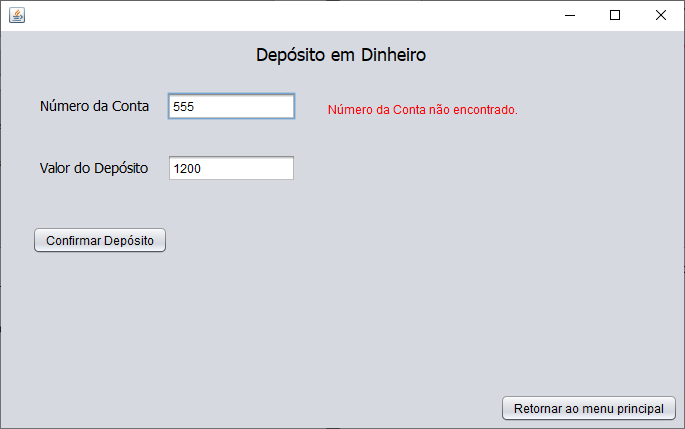 Depósito em Dinheiro
Número da Conta 555 Número da Conta não encontrado.
Valor do Depósito 1200
Confirmar Depósito
Retornar ao menu principal